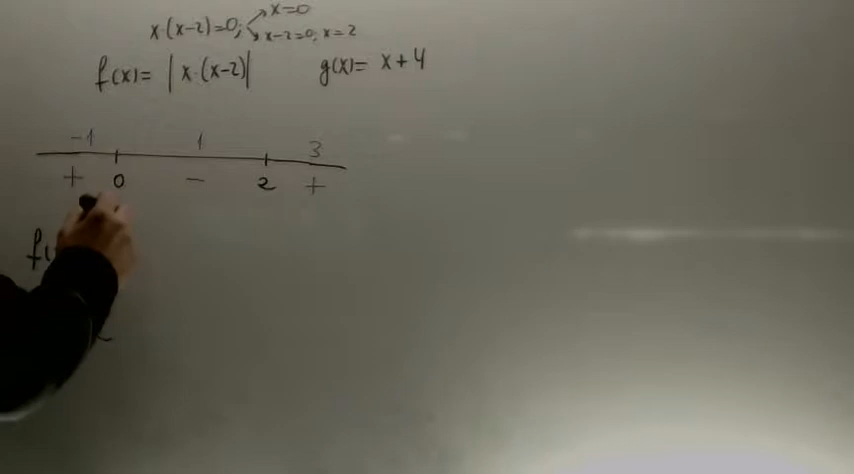 x·(x-2)=0; x=0
x-2=0, x=2
f(x)= |x·(x-2)| g(x)= x+4
-1 1 3
+ 0 - 2 +
f(